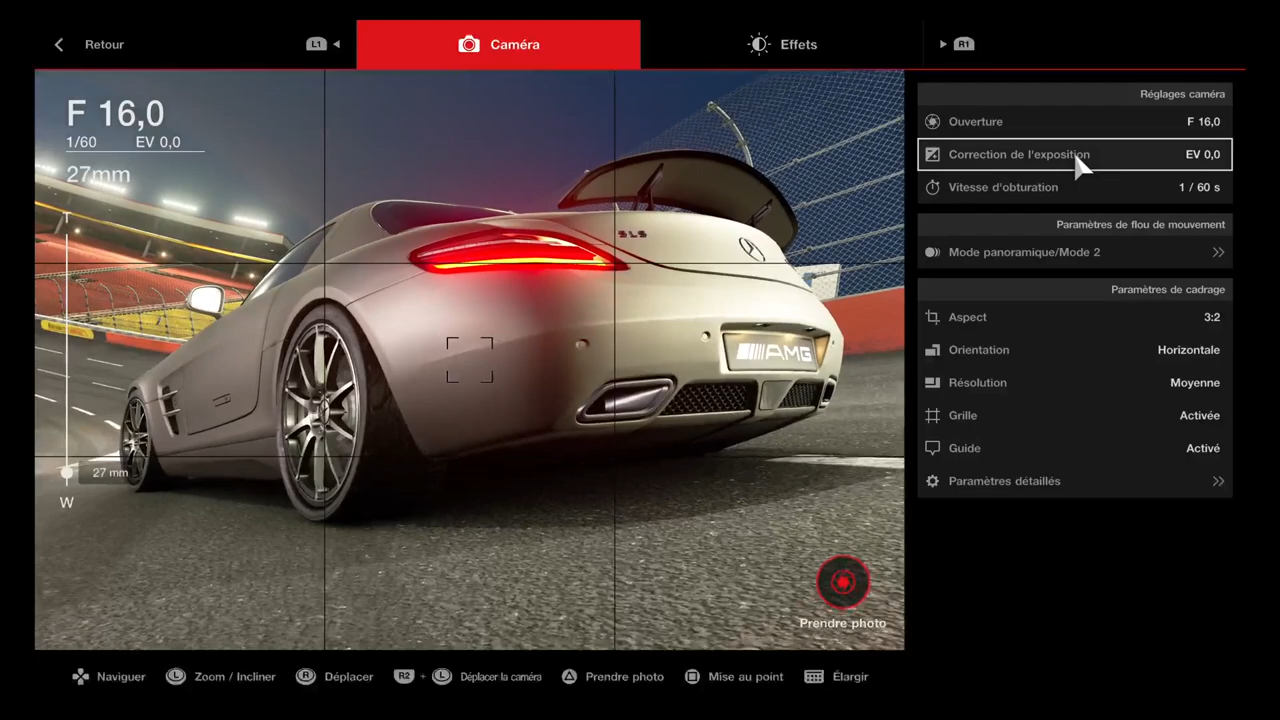 Retour
L1
Caméra
Effets
R1
F 16,0
1/60 EV 0,0
27mm
27 mm
W
SLS
AMG
Prendre photo
Réglages caméra
Ouverture F 16,0
Correction de l'exposition EV 0,0
Vitesse d'obturation 1 / 60 s
Paramètres de flou de mouvement
Mode panoramique/Mode 2
Paramètres de cadrage
Aspect 3:2
Orientation Horizontale
Résolution Moyenne
Grille Activée
Guide Activé
Paramètres détaillés
Naviguer
L Zoom / Incliner
R Déplacer
R2 + L Déplacer la caméra
Prendre photo
Mise au point
Élargir